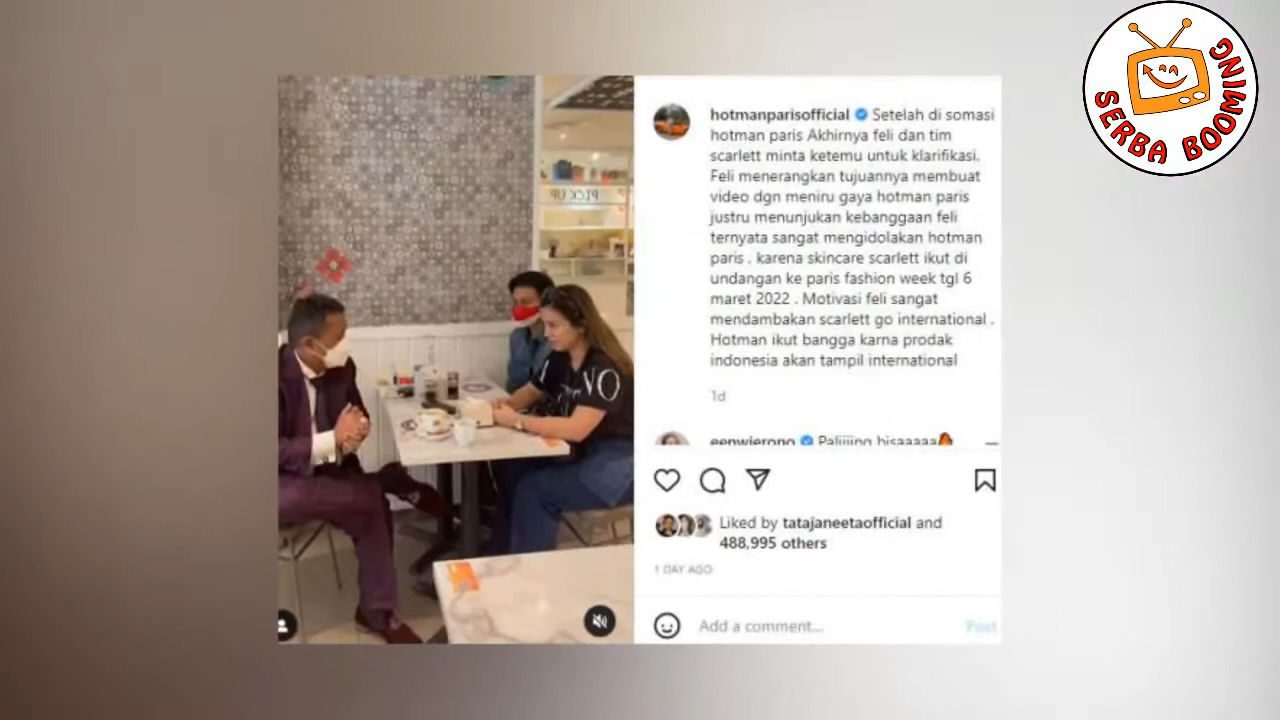 SERBA BOOMING
PICK UP
NO
hotmanparisofficial Setelah di somasi
hotman paris Akhirnya feli dan tim
scarlett minta ketemu untuk klarifikasi.
Feli menerangkan tujuannya membuat
video dgn meniru gaya hotman paris
justru menunjukan kebanggaan feli
ternyata sangat mengidolakan hotman
paris . karena skincare scarlett ikut di
undangan ke paris fashion week tgl 6
maret 2022 . Motivasi feli sangat
mendambakan scarlett go international .
Hotman ikut bangga karna prodak
indonesia akan tampil international
1d
eenwierono Paliiiing bisaaaaa
Liked by tatajaneetaofficial and
488,995 others
1 DAY AGO
Add a comment...
Post